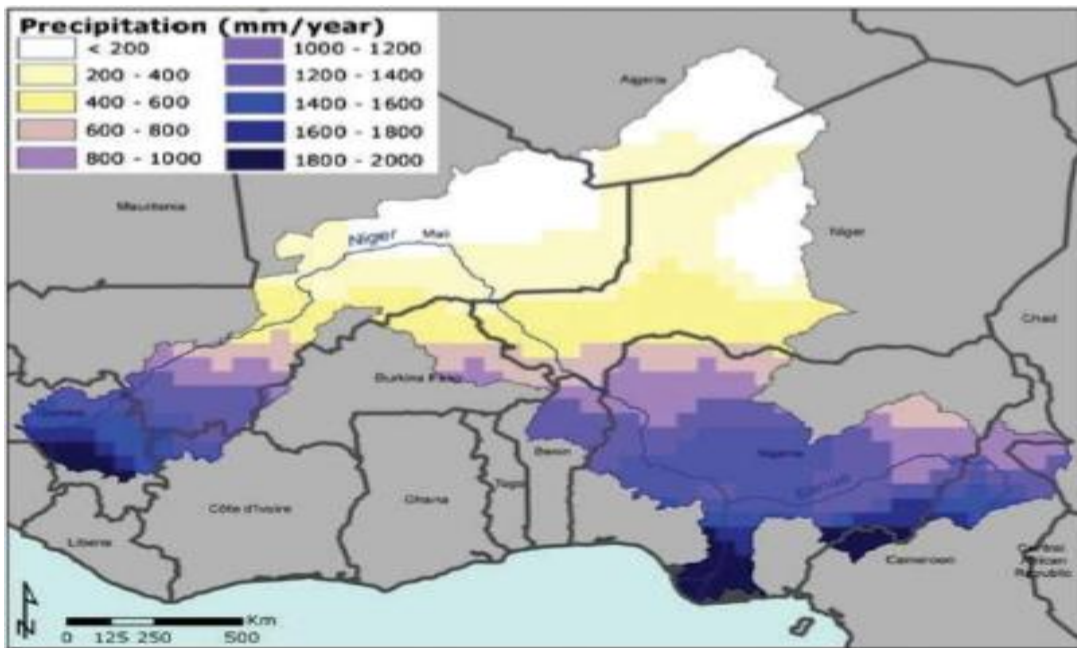 Precipitation (mm/year)
< 200
200 - 400
400 - 600
600 - 800
800 - 1000
1000 - 1200
1200 - 1400
1400 - 1600
1600 - 1800
1800 - 2000
Algeria
Mauritania
Niger
Mali
Niger
Chad
Burkina Faso
Guinea
Benin
Nigeria
Benue
Togo
Ghana
Côte d'Ivoire
Liberia
Cameroon
Central
African
Republic
N
Km
0 125 250 500